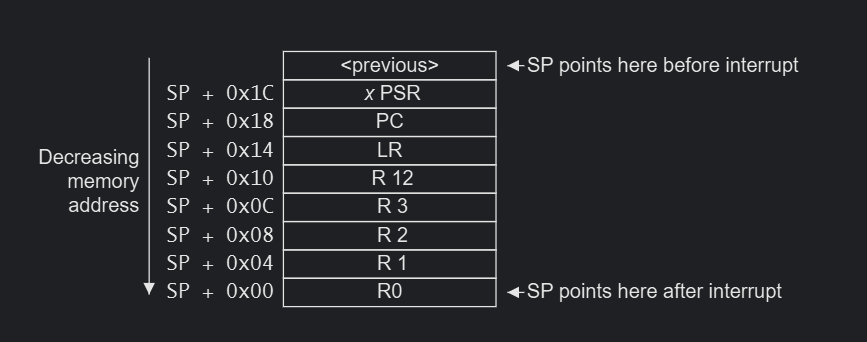 <previous>
SP points here before interrupt
SP + 0x1C
x PSR
SP + 0x18
PC
SP + 0x14
LR
SP + 0x10
R 12
SP + 0x0C
R 3
SP + 0x08
R 2
SP + 0x04
R 1
SP + 0x00
R0
SP points here after interrupt
Decreasing
memory
address